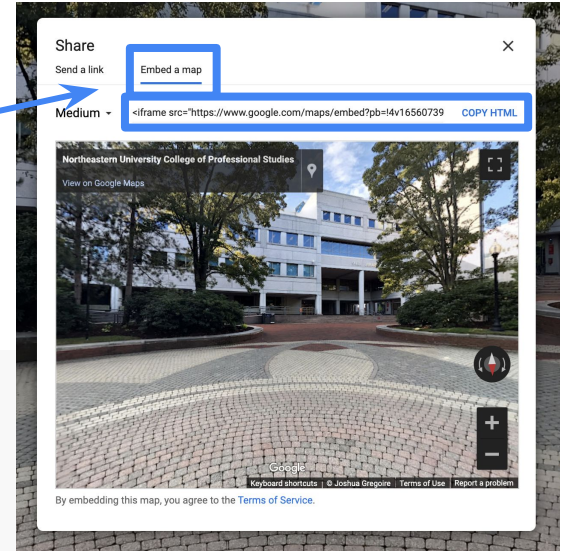 Share
Send a link
Embed a map
Medium
<iframe src="https://www.google.com/maps/embed?pb=!4v16560739
COPY HTML
Northeastern University College of Professional Studies
View on Google Maps
Google
Keyboard shortcuts © Joshua Gregoire Terms of Use Report a problem
By embedding this map, you agree to the Terms of Service.